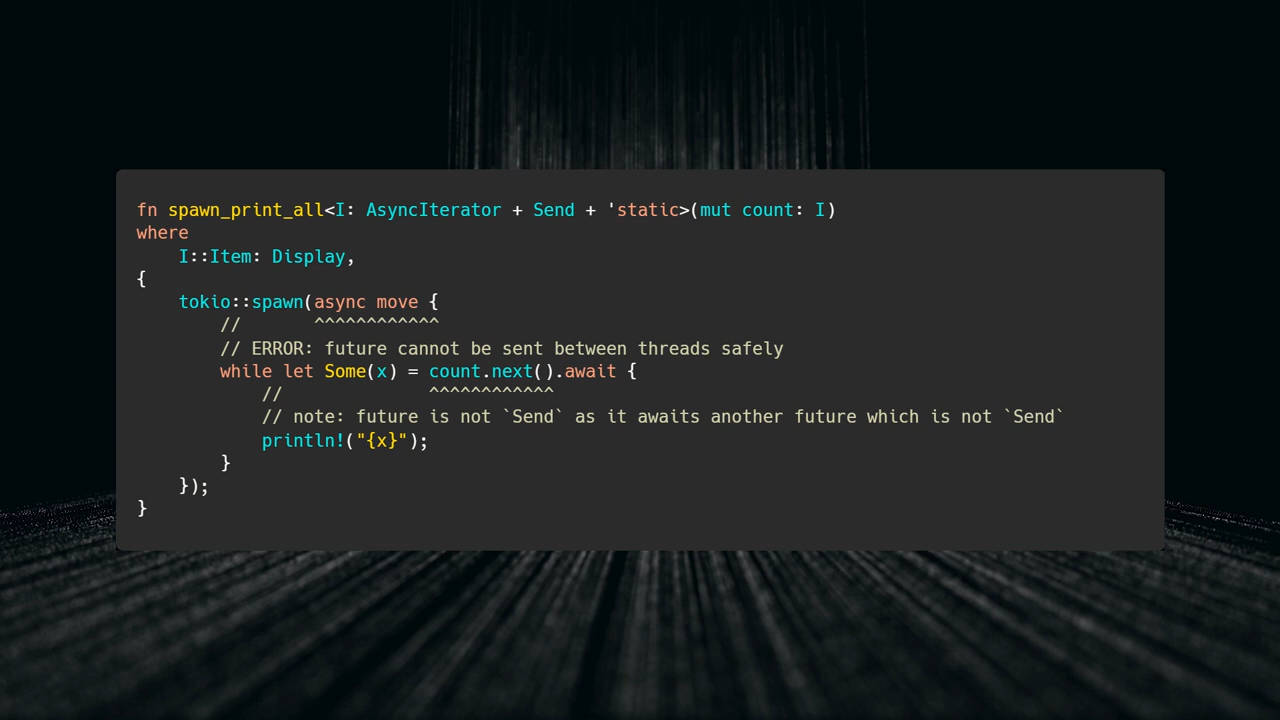 fn spawn_print_all<I: AsyncIterator + Send + 'static>(mut count: I)
where
    I::Item: Display,
{
    tokio::spawn(async move {
        //       ^^^^^^^^^^^^
        // ERROR: future cannot be sent between threads safely
        while let Some(x) = count.next().await {
            //              ^^^^^^^^^^^^
            // note: future is not `Send` as it awaits another future which is not `Send`
            println!("{x}");
        }
    });
}